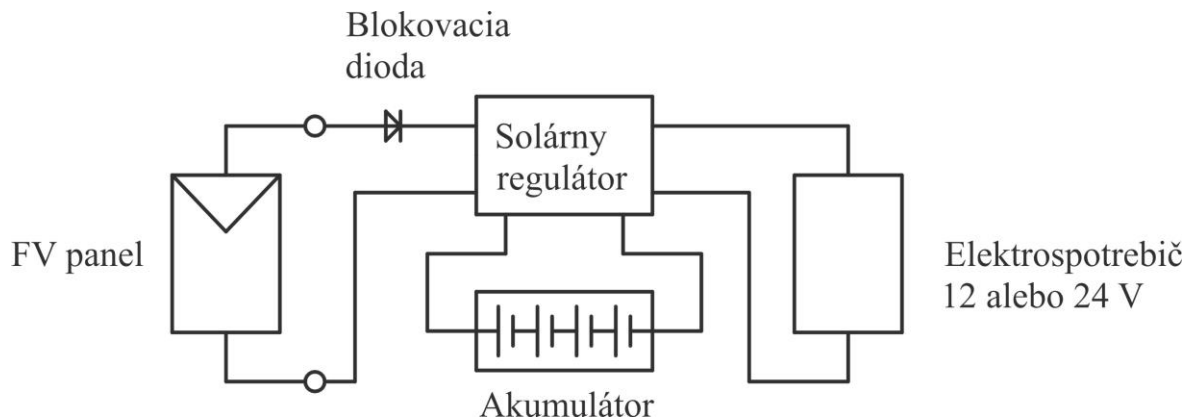 Blokovacia
dioda
Solárny
regulátor
FV panel
Elektrospotrebič
12 alebo 24 V
Akumulátor